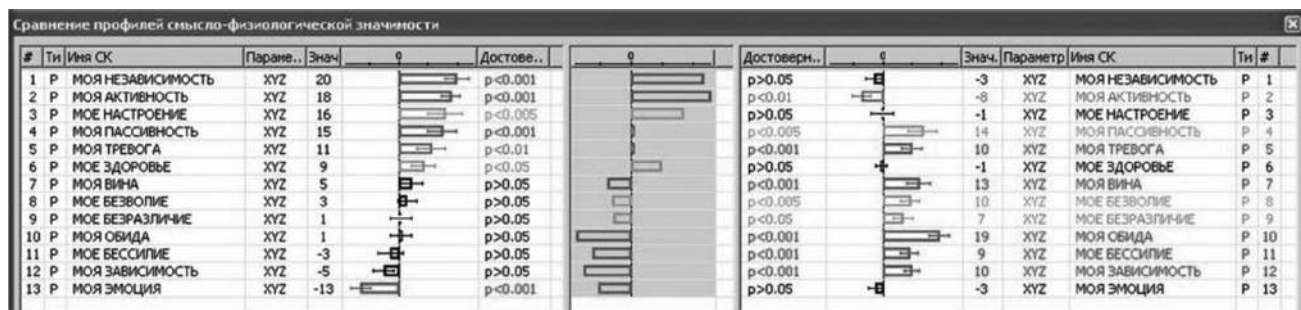 Сравнение профилей смысло-физиологической значимости
# Ти Имя СК Параме.. Знач 0 Достове.. 0 Достоверн.. 0 Знач. Параметр Имя СК Ти #
1 Р МОЯ НЕЗАВИСИМОСТЬ XYZ 20 p<0.001 p>0.05 -3 XYZ МОЯ НЕЗАВИСИМОСТЬ Р 1
2 Р МОЯ АКТИВНОСТЬ XYZ 18 p<0.001 p<0.01 -8 XYZ МОЯ АКТИВНОСТЬ Р 2
3 Р МОЕ НАСТРОЕНИЕ XYZ 16 p<0.005 p>0.05 -1 XYZ МОЕ НАСТРОЕНИЕ Р 3
4 Р МОЯ ПАССИВНОСТЬ XYZ 15 p<0.001 p<0.005 14 XYZ МОЯ ПАССИВНОСТЬ Р 4
5 Р МОЯ ТРЕВОГА XYZ 11 p<0.01 p<0.001 10 XYZ МОЯ ТРЕВОГА Р 5
6 Р МОЕ ЗДОРОВЬЕ XYZ 9 p<0.05 p>0.05 -1 XYZ МОЕ ЗДОРОВЬЕ Р 6
7 Р МОЯ ВИНА XYZ 5 p>0.05 p<0.001 13 XYZ МОЯ ВИНА Р 7
8 Р МОЕ БЕЗВОЛИЕ XYZ 3 p>0.05 p<0.005 10 XYZ МОЕ БЕЗВОЛИЕ Р 8
9 Р МОЕ БЕЗРАЗЛИЧИЕ XYZ 1 p>0.05 p<0.05 7 XYZ МОЕ БЕЗРАЗЛИЧИЕ Р 9
10 Р МОЯ ОБИДА XYZ 1 p>0.05 p<0.001 19 XYZ МОЯ ОБИДА Р 10
11 Р МОЕ БЕССИЛИЕ XYZ -3 p>0.05 p<0.001 9 XYZ МОЕ БЕССИЛИЕ Р 11
12 Р МОЯ ЗАВИСИМОСТЬ XYZ -5 p>0.05 p<0.001 10 XYZ МОЯ ЗАВИСИМОСТЬ Р 12
13 Р МОЯ ЭМОЦИЯ XYZ -13 p<0.001 p>0.05 -3 XYZ МОЯ ЭМОЦИЯ Р 13